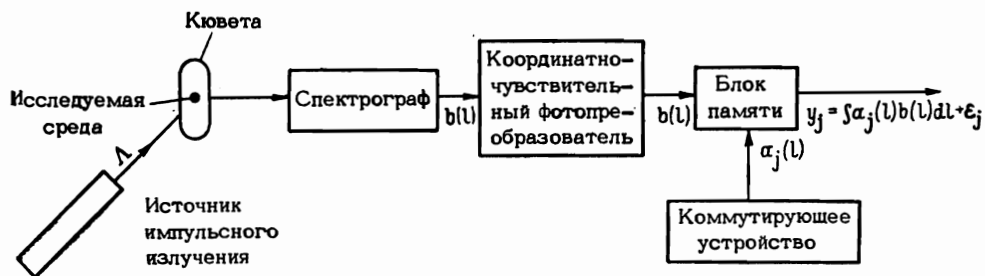 Кювета
Исследуемая
среда
Λ
Источник
импульсного
излучения
Спектрограф
b(l)
Координатно-
чувствитель-
ный фотопре-
образователь
b(l)
Блок
памяти
y_j = ∫α_j(l)b(l)dl+ε_j
α_j(l)
Коммутирующее
устройство